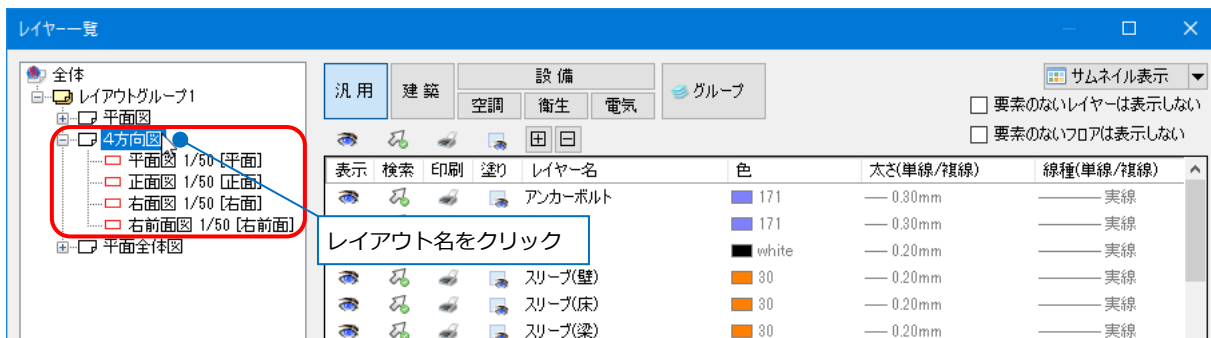 レイヤー一覧
全体
レイアウトグループ1
平面図
4方向図
平面図 1/50 [平面]
正面図 1/50 [正面]
右面図 1/50 [右面]
右前面図 1/50 [右前面]
平面全体図
レイアウト名をクリック
汎用 建築 設備 グループ
空調 衛生 電気
サムネイル表示
要素のないレイヤーは表示しない
要素のないフロアは表示しない
表示 検索 印刷 塗り レイヤー名 色 太さ(単線/複線) 線種(単線/複線)
アンカーボルト 171 0.30mm 実線
171 0.30mm 実線
white 0.20mm 実線
スリーブ(壁) 30 0.20mm 実線
スリーブ(床) 30 0.20mm 実線
スリーブ(梁) 30 0.20mm 実線